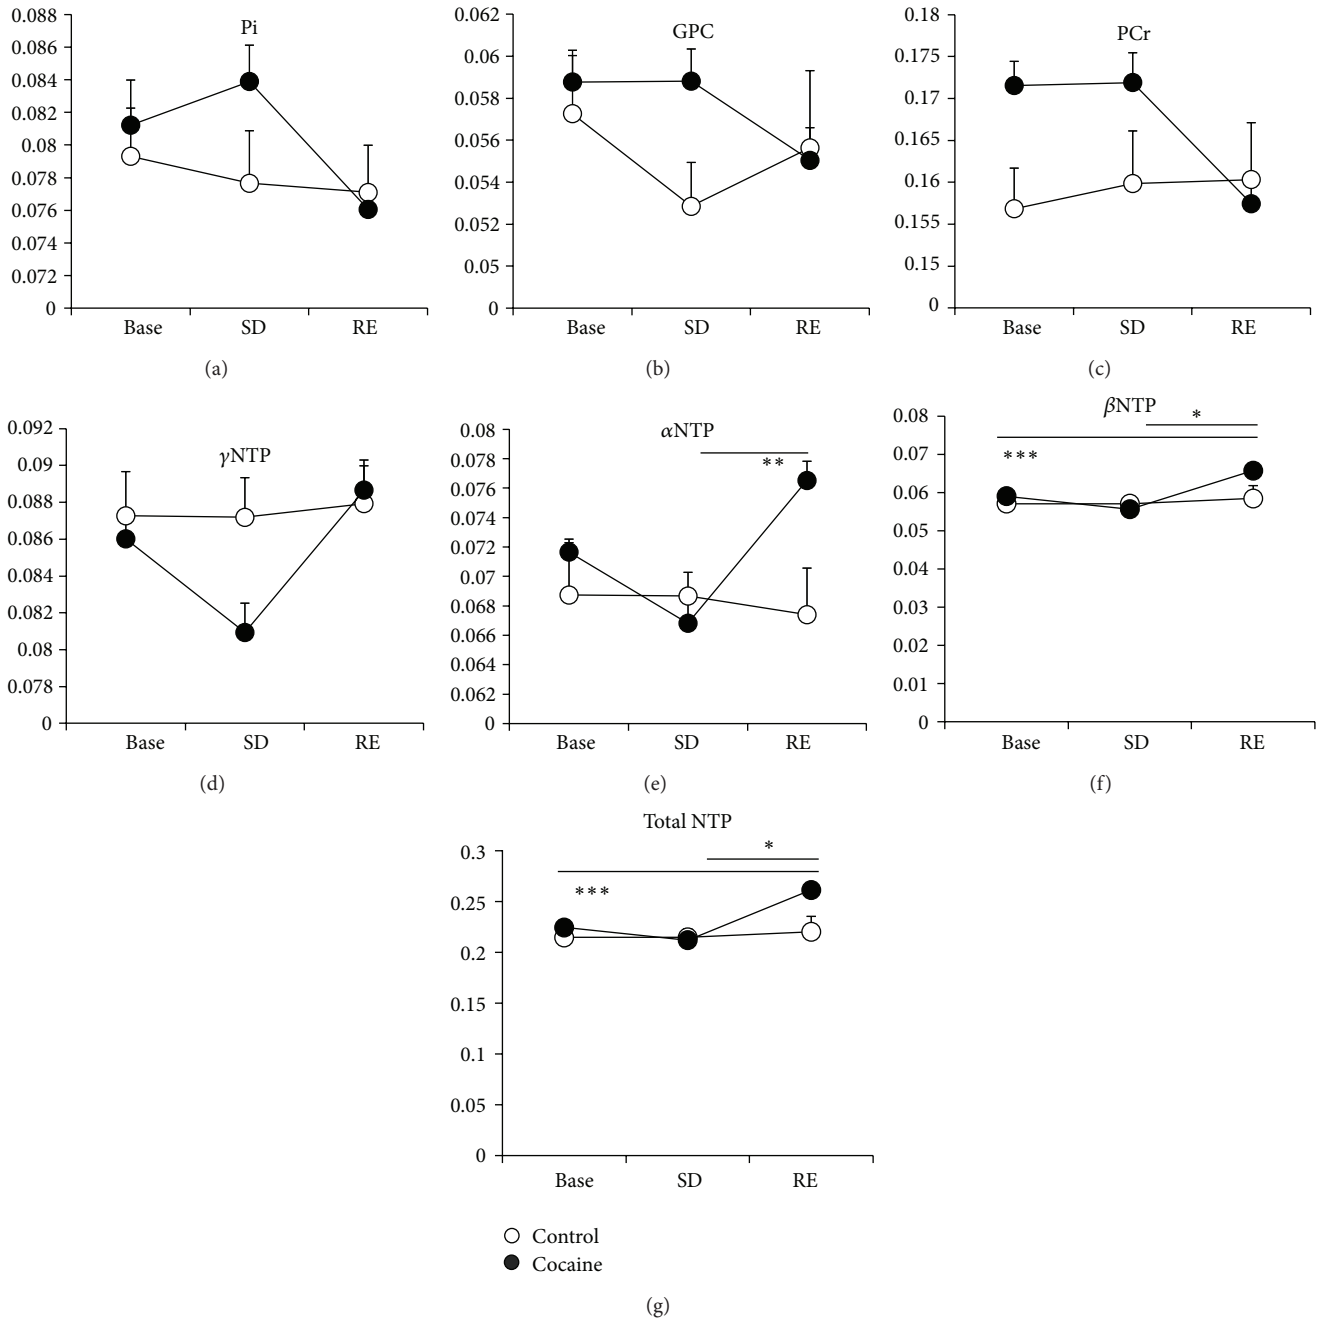 Pi
0.088
0.086
0.084
0.082
0.08
0.078
0.076
0.074
0.072
0
Base SD RE
(a)
GPC
0.062
0.06
0.058
0.056
0.054
0.052
0.05
0
Base SD RE
(b)
PCr
0.18
0.175
0.17
0.165
0.16
0.155
0.15
0
Base SD RE
(c)
γNTP
0.092
0.09
0.088
0.086
0.084
0.082
0.08
0.078
0
Base SD RE
(d)
αNTP
**
0.08
0.078
0.076
0.074
0.072
0.07
0.068
0.066
0.064
0.062
0
Base SD RE
(e)
βNTP
*
***
0.08
0.07
0.06
0.05
0.04
0.03
0.02
0.01
0
Base SD RE
(f)
Total NTP
*
***
0.3
0.25
0.2
0.15
0.1
0.05
0
Base SD RE
Control
Cocaine
(g)